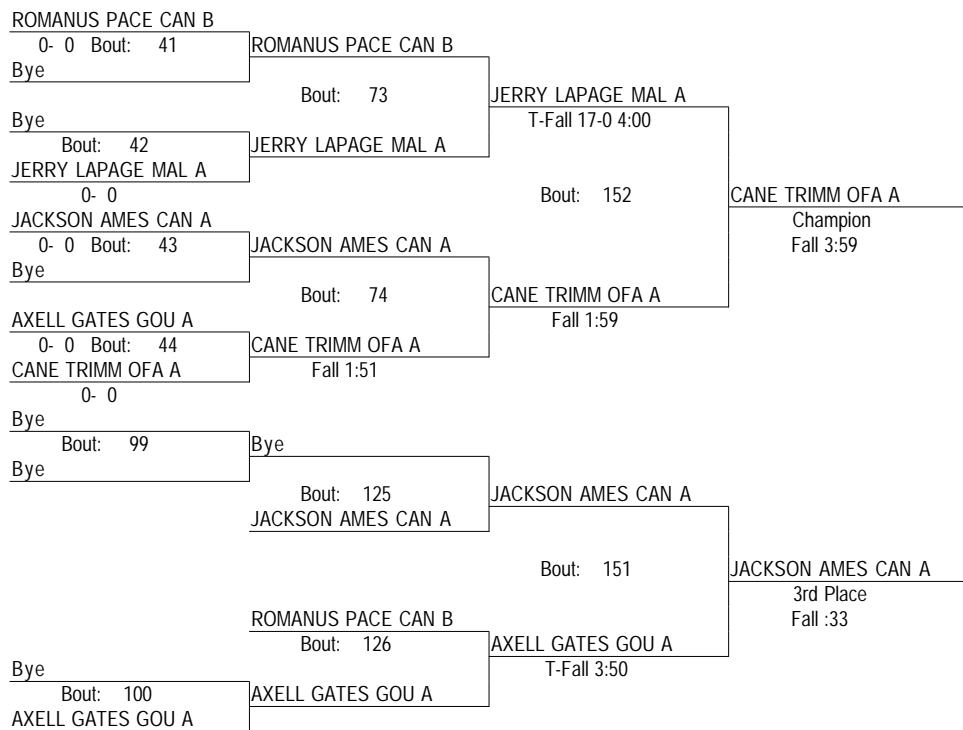 ROMANUS PACE CAN B
0- 0 Bout: 41
Bye
ROMANUS PACE CAN B
Bout: 73
Bye
Bout: 42
JERRY LAPAGE MAL A
0- 0
JERRY LAPAGE MAL A
JERRY LAPAGE MAL A
T-Fall 17-0 4:00
JACKSON AMES CAN A
0- 0 Bout: 43
Bye
JACKSON AMES CAN A
Bout: 74
AXELL GATES GOU A
0- 0 Bout: 44
CANE TRIMM OFA A
0- 0
CANE TRIMM OFA A
Fall 1:51
CANE TRIMM OFA A
Fall 1:59
Bout: 152
CANE TRIMM OFA A
Champion
Fall 3:59
Bye
Bout: 99
Bye
Bye
Bout: 125
JACKSON AMES CAN A
JACKSON AMES CAN A
Bout: 151
JACKSON AMES CAN A
3rd Place
Fall :33
ROMANUS PACE CAN B
Bout: 126
AXELL GATES GOU A
T-Fall 3:50
Bye
Bout: 100
AXELL GATES GOU A
AXELL GATES GOU A